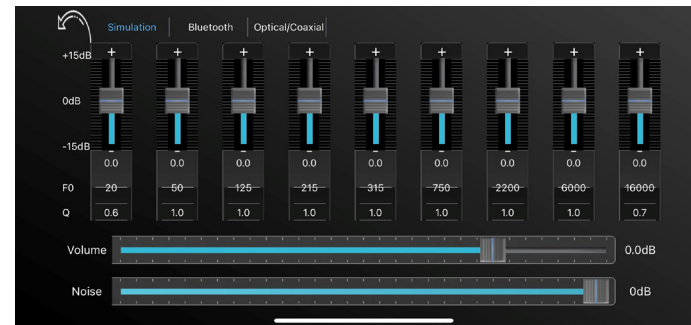 Simulation Bluetooth Optical/Coaxial
+ + + + + + + + +
+15dB
0dB
-15dB
0.0 0.0 0.0 0.0 0.0 0.0 0.0 0.0 0.0
F0 20 50 125 215 315 750 2200 6000 16000
Q 0.6 1.0 1.0 1.0 1.0 1.0 1.0 1.0 0.7
Volume 0.0dB
Noise 0dB